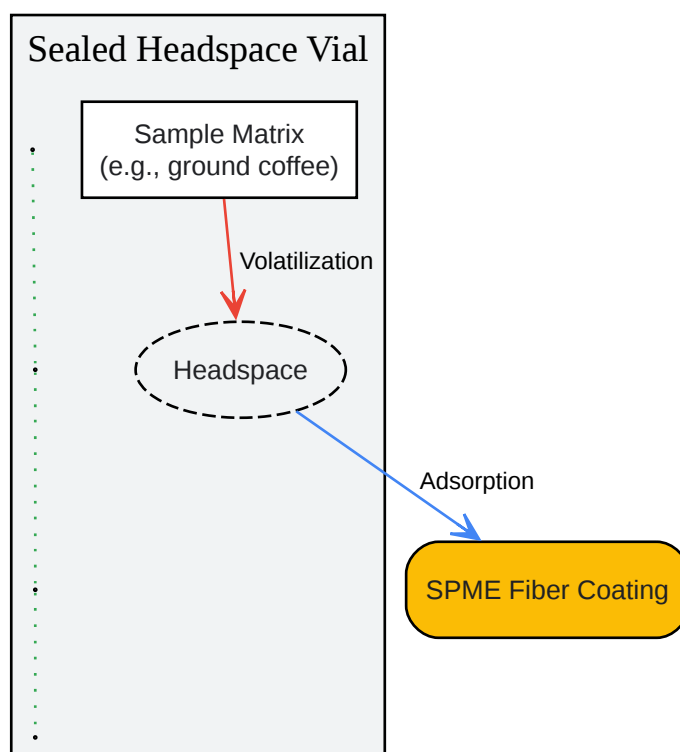 Sealed Headspace Vial
Sample Matrix
(e.g., ground coffee)
Volatilization
Headspace
Adsorption
SPME Fiber Coating